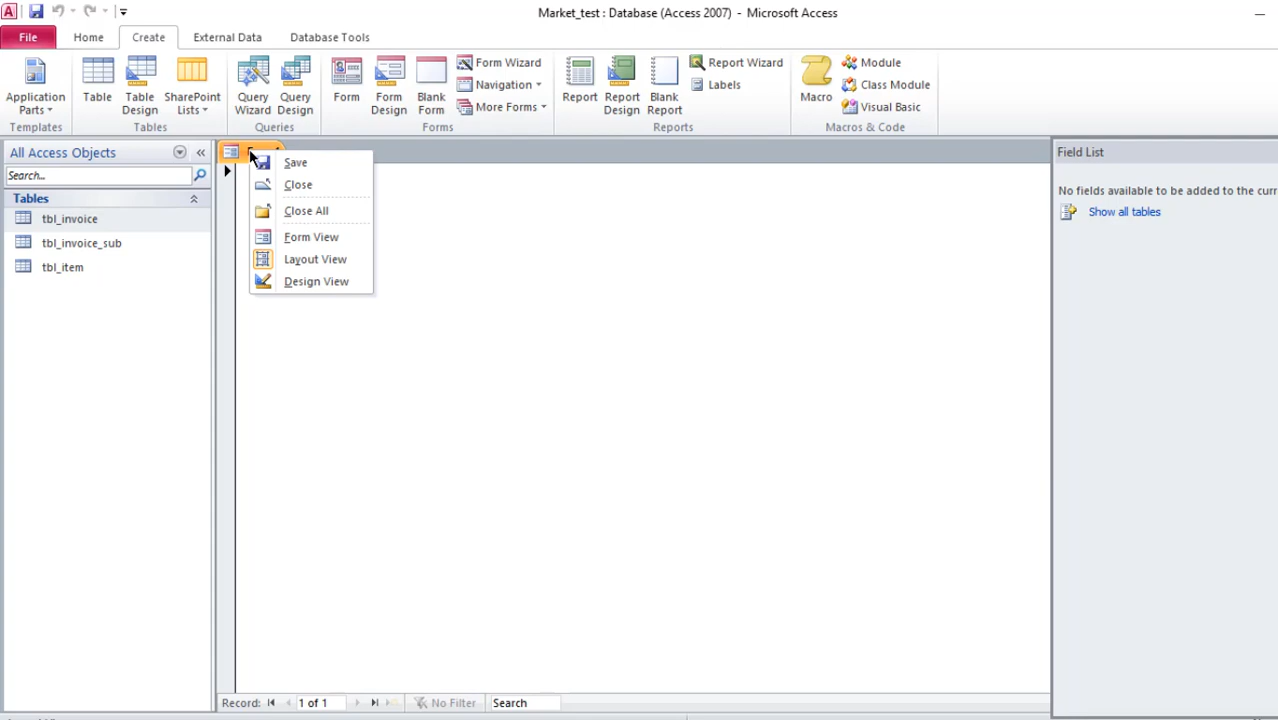 Market_test : Database (Access 2007) - Microsoft Access
File Home Create External Data Database Tools
Application Parts
Table
Table Design
SharePoint Lists
Query Wizard
Query Design
Form
Form Design
Blank Form
Form Wizard
Navigation
More Forms
Report
Report Design
Blank Report
Report Wizard
Labels
Macro
Module
Class Module
Visual Basic
Templates Tables Queries Forms Reports Macros & Code
All Access Objects
Search...
Tables
tbl_invoice
tbl_invoice_sub
tbl_item
Save
Close
Close All
Form View
Layout View
Design View
Field List
No fields available to be added to the curr
Show all tables
Record: 1 of 1 No Filter Search